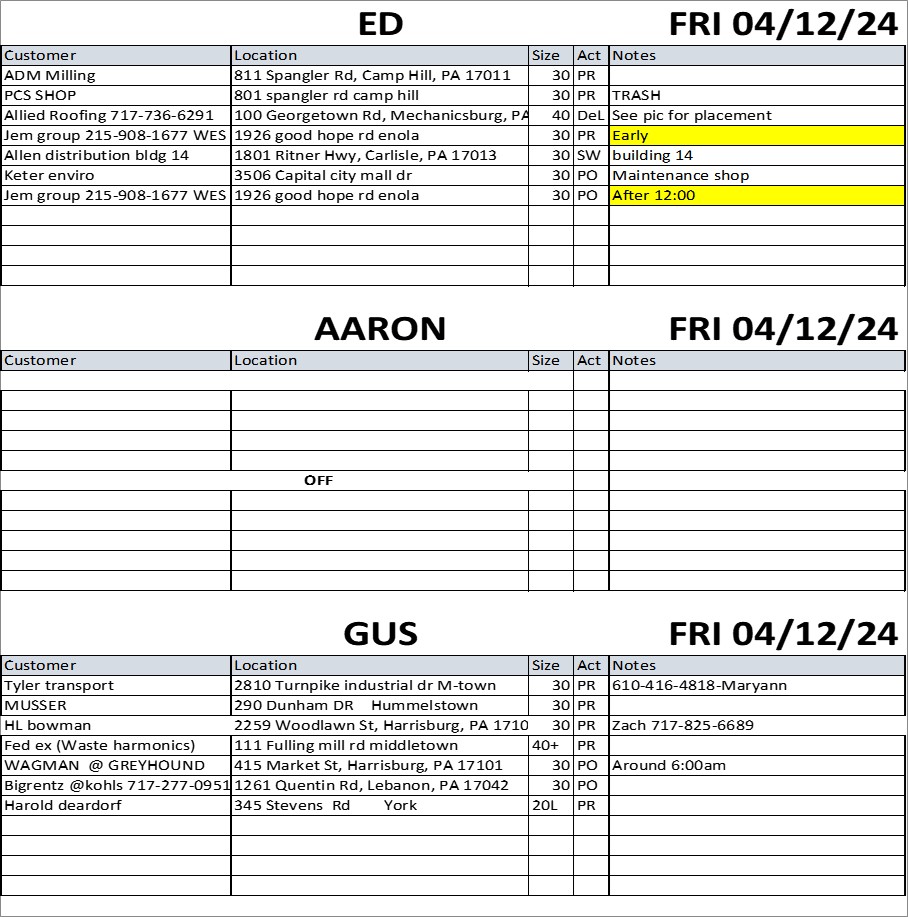 ED FRI 04/12/24
Customer Location Size Act Notes
ADM Milling 811 Spangler Rd, Camp Hill, PA 17011 30 PR
PCS SHOP 801 spangler rd camp hill 30 PR TRASH
Allied Roofing 717-736-6291 100 Georgetown Rd, Mechanicsburg, PA 40 DeL See pic for placement
Jem group 215-908-1677 WES 1926 good hope rd enola 30 PR Early
Allen distribution bldg 14 1801 Ritner Hwy, Carlisle, PA 17013 30 SW building 14
Keter enviro 3506 Capital city mall dr 30 PO Maintenance shop
Jem group 215-908-1677 WES 1926 good hope rd enola 30 PO After 12:00
AARON FRI 04/12/24
Customer Location Size Act Notes
OFF
GUS FRI 04/12/24
Customer Location Size Act Notes
Tyler transport 2810 Turnpike industrial dr M-town 30 PR 610-416-4818-Maryann
MUSSER 290 Dunham DR Hummelstown 30 PR
HL bowman 2259 Woodlawn St, Harrisburg, PA 1710 30 PR Zach 717-825-6689
Fed ex (Waste harmonics) 111 Fulling mill rd middletown 40+ PR
WAGMAN @ GREYHOUND 415 Market St, Harrisburg, PA 17101 30 PO Around 6:00am
Bigrentz @kohls 717-277-0951 1261 Quentin Rd, Lebanon, PA 17042 30 PO
Harold deardorf 345 Stevens Rd York 20L PR